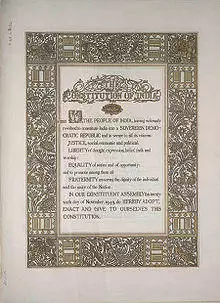 CONSTITUTION OF INDIA
WE, THE PEOPLE OF INDIA, having solemnly
resolved to constitute India into a SOVEREIGN DEMO-
CRATIC REPUBLIC and to secure to all its citizens:
JUSTICE, social, economic and political;
LIBERTY of thought, expression, belief, faith and
worship;
EQUALITY of status and of opportunity;
and to promote among them all
FRATERNITY assuring the dignity of the individual
and the unity of the Nation;
IN OUR CONSTITUENT ASSEMBLY this twenty
sixth day of November, 1949, do HEREBY ADOPT,
ENACT AND GIVE TO OURSELVES THIS
CONSTITUTION.